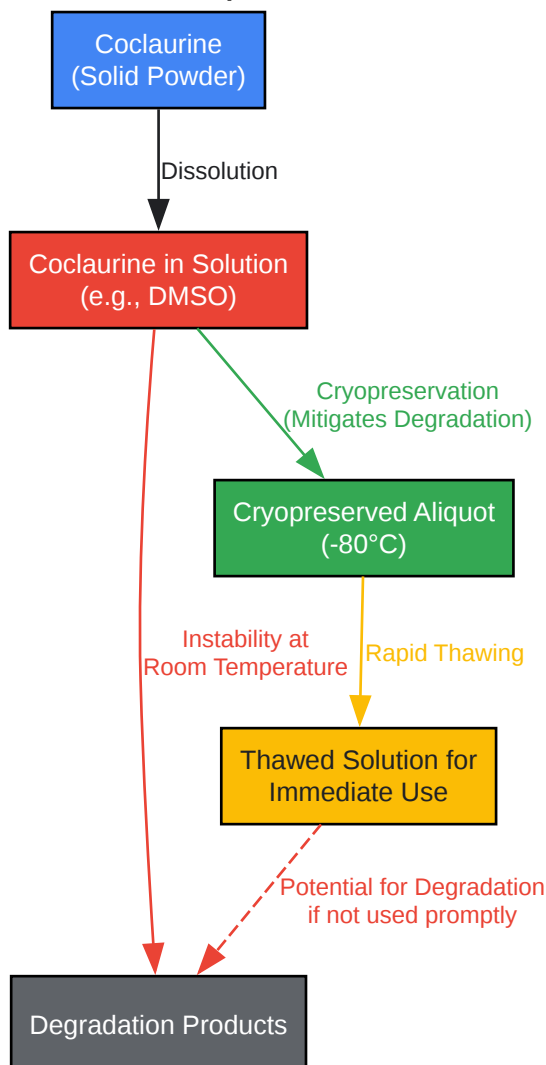 Coclaurine
(Solid Powder)
Dissolution
Coclaurine in Solution
(e.g., DMSO)
Cryopreservation
(Mitigates Degradation)
Cryopreserved Aliquot
(-80°C)
Instability at
Room Temperature
Rapid Thawing
Thawed Solution for
Immediate Use
Potential for Degradation
if not used promptly
Degradation Products